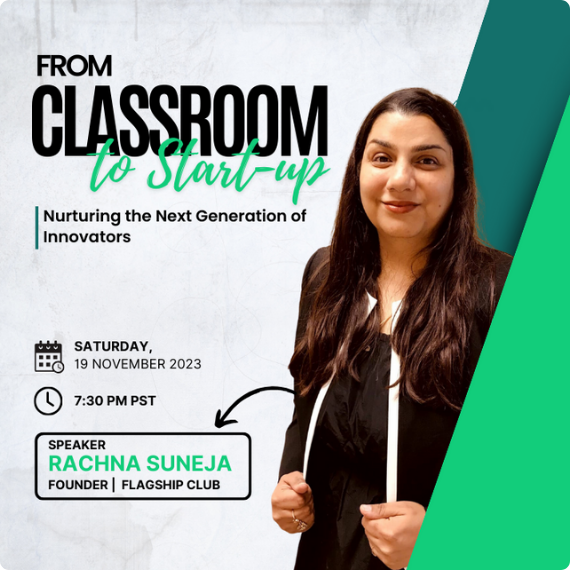 FROM
CLASSROOM
to Start-up
Nurturing the Next Generation of
Innovators
SATURDAY,
19 NOVEMBER 2023
7:30 PM PST
SPEAKER
RACHNA SUNEJA
FOUNDER | FLAGSHIP CLUB